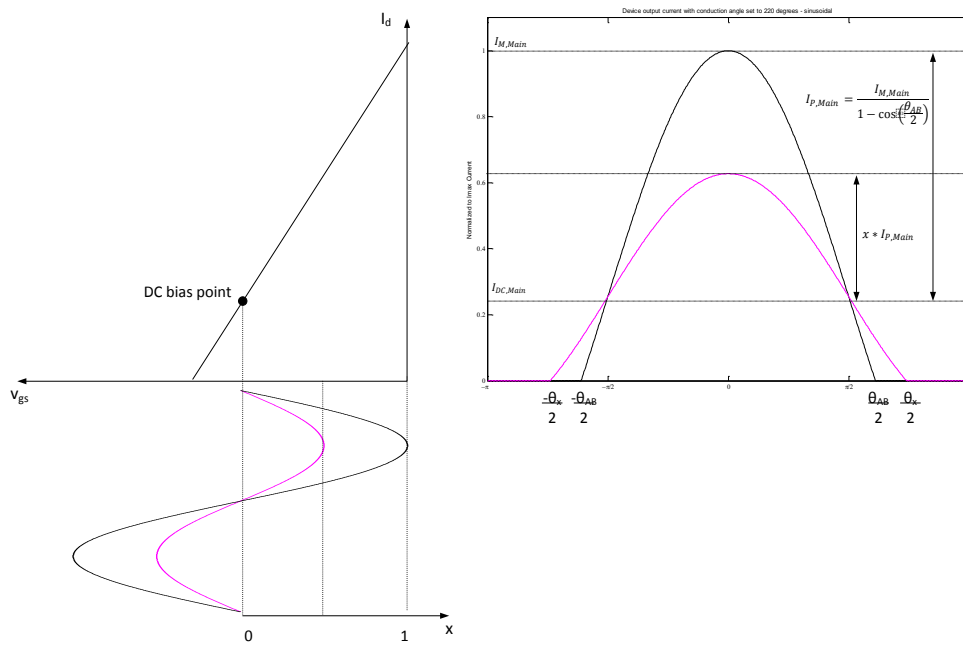 I_d
DC bias point
v_gs
0
1
x
Device output current with conduction angle set to 220 degrees - sinusoidal
Normalized to Imax Current
1
0.8
0.6
0.4
0.2
0
I_M,Main
I_P,Main = I_M,Main / (1 − cos(θ_AB / 2))
x * I_P,Main
I_DC,Main
-π
-π/2
0
π/2
-θ_x / 2
-θ_AB / 2
θ_AB / 2
θ_x / 2